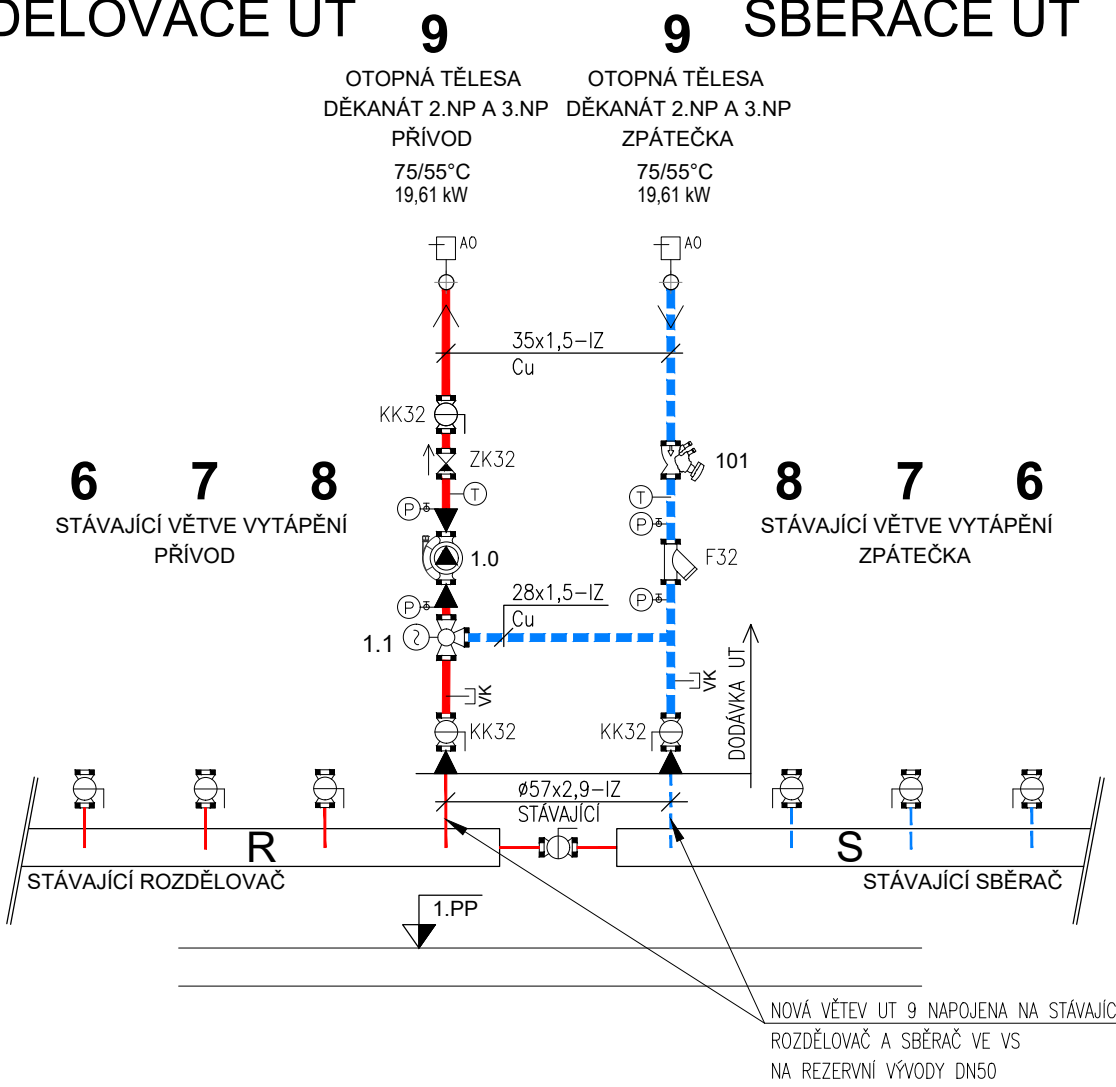 DĚLOVAČE ÚT
SBĚRAČE ÚT
9
9
OTOPNÁ TĚLESA
DĚKANÁT 2.NP A 3.NP
PŘÍVOD
75/55°C
19,61 kW
OTOPNÁ TĚLESA
DĚKANÁT 2.NP A 3.NP
ZPÁTEČKA
75/55°C
19,61 kW
AO
AO
35x1,5-IZ
Cu
KK32
ZK32
101
T
T
P
P
6
7
8
STÁVAJÍCÍ VĚTVE VYTÁPĚNÍ
PŘÍVOD
8
7
6
STÁVAJÍCÍ VĚTVE VYTÁPĚNÍ
ZPÁTEČKA
1.0
F32
28x1,5-IZ
Cu
P
P
1.1
VK
VK
DODÁVKA UT
KK32
KK32
Ø57x2,9-IZ
STÁVAJÍCÍ
R
S
STÁVAJÍCÍ ROZDĚLOVAČ
STÁVAJÍCÍ SBĚRAČ
1.PP
NOVÁ VĚTEV UT 9 NAPOJENA NA STÁVAJÍC
ROZDĚLOVAČ A SBĚRAČ VE VS
NA REZERVNÍ VÝVODY DN50